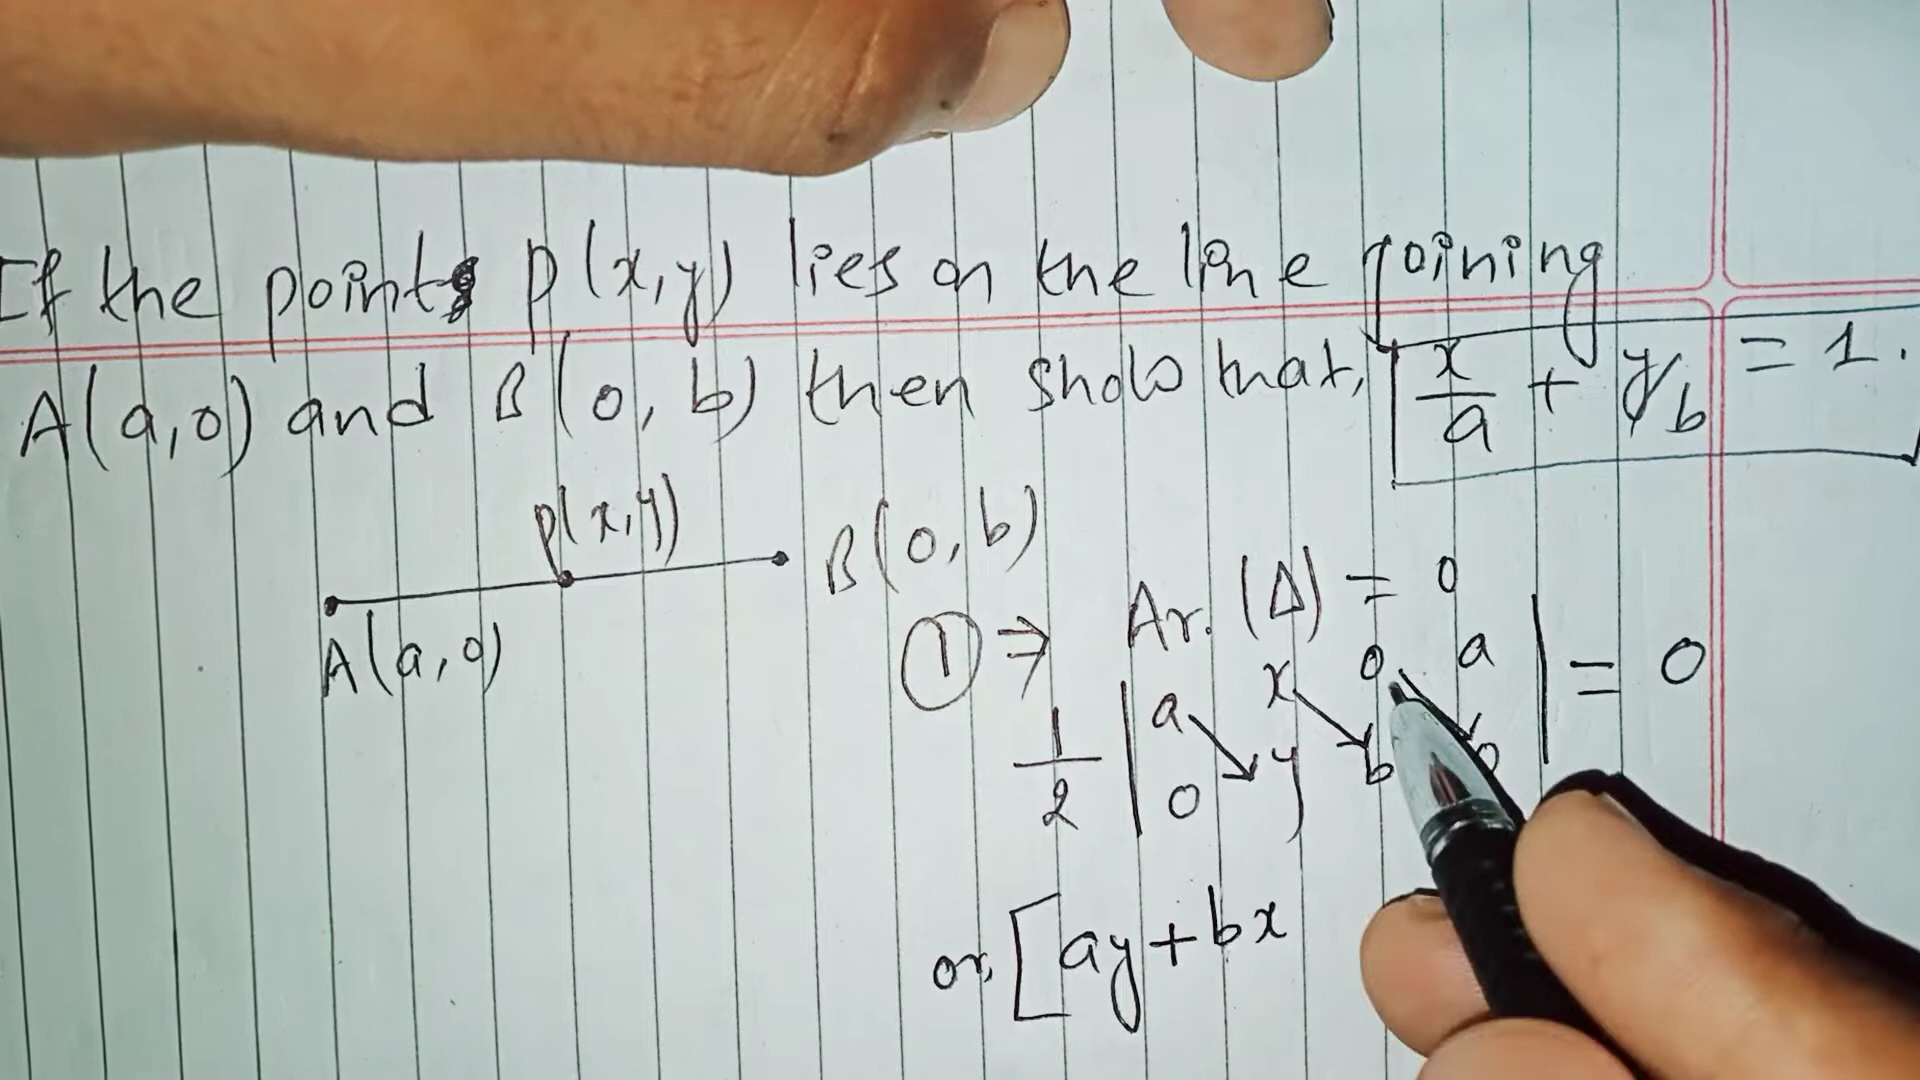 If the point P(x,y) lies on the line joining
A(a,0) and B(0, b) then show that, x/a + y/b = 1.
P(x,y)
B(0, b)
A(a,0)
① ⇒ Ar. (Δ) = 0
1/2 | a x 0 a | = 0
0 y b 0
or, [ ay + bx